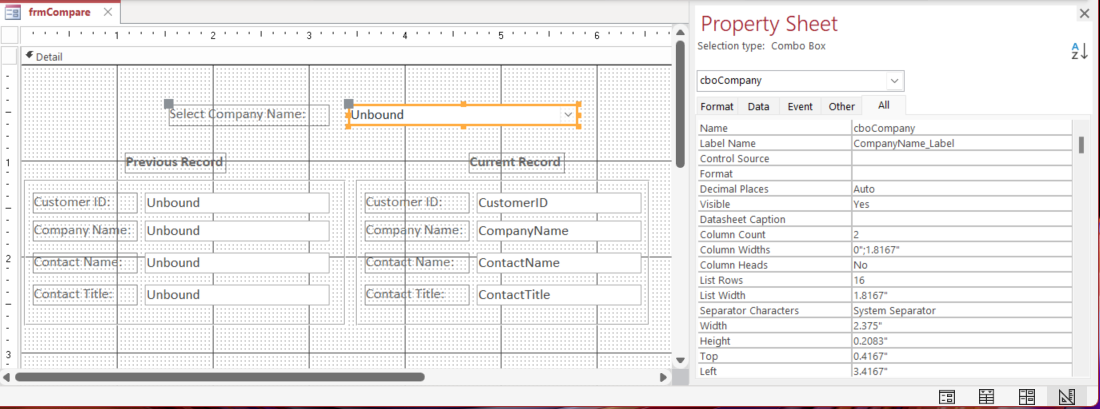 frmCompare
1 2 3 4 5 6
Detail
Select Company Name:
Unbound
1
Previous Record
Current Record
Customer ID:
Unbound
Customer ID:
CustomerID
Company Name:
Unbound
Company Name:
CompanyName
2
Contact Name:
Unbound
Contact Name:
ContactName
Contact Title:
Unbound
Contact Title:
ContactTitle
3
Property Sheet
Selection type: Combo Box
A
Z
cboCompany
Format Data Event Other All
Name cboCompany
Label Name CompanyName_Label
Control Source
Format
Decimal Places Auto
Visible Yes
Datasheet Caption
Column Count 2
Column Widths 0";1.8167"
Column Heads No
List Rows 16
List Width 1.8167"
Separator Characters System Separator
Width 2.375"
Height 0.2083"
Top 0.4167"
Left 3.4167"